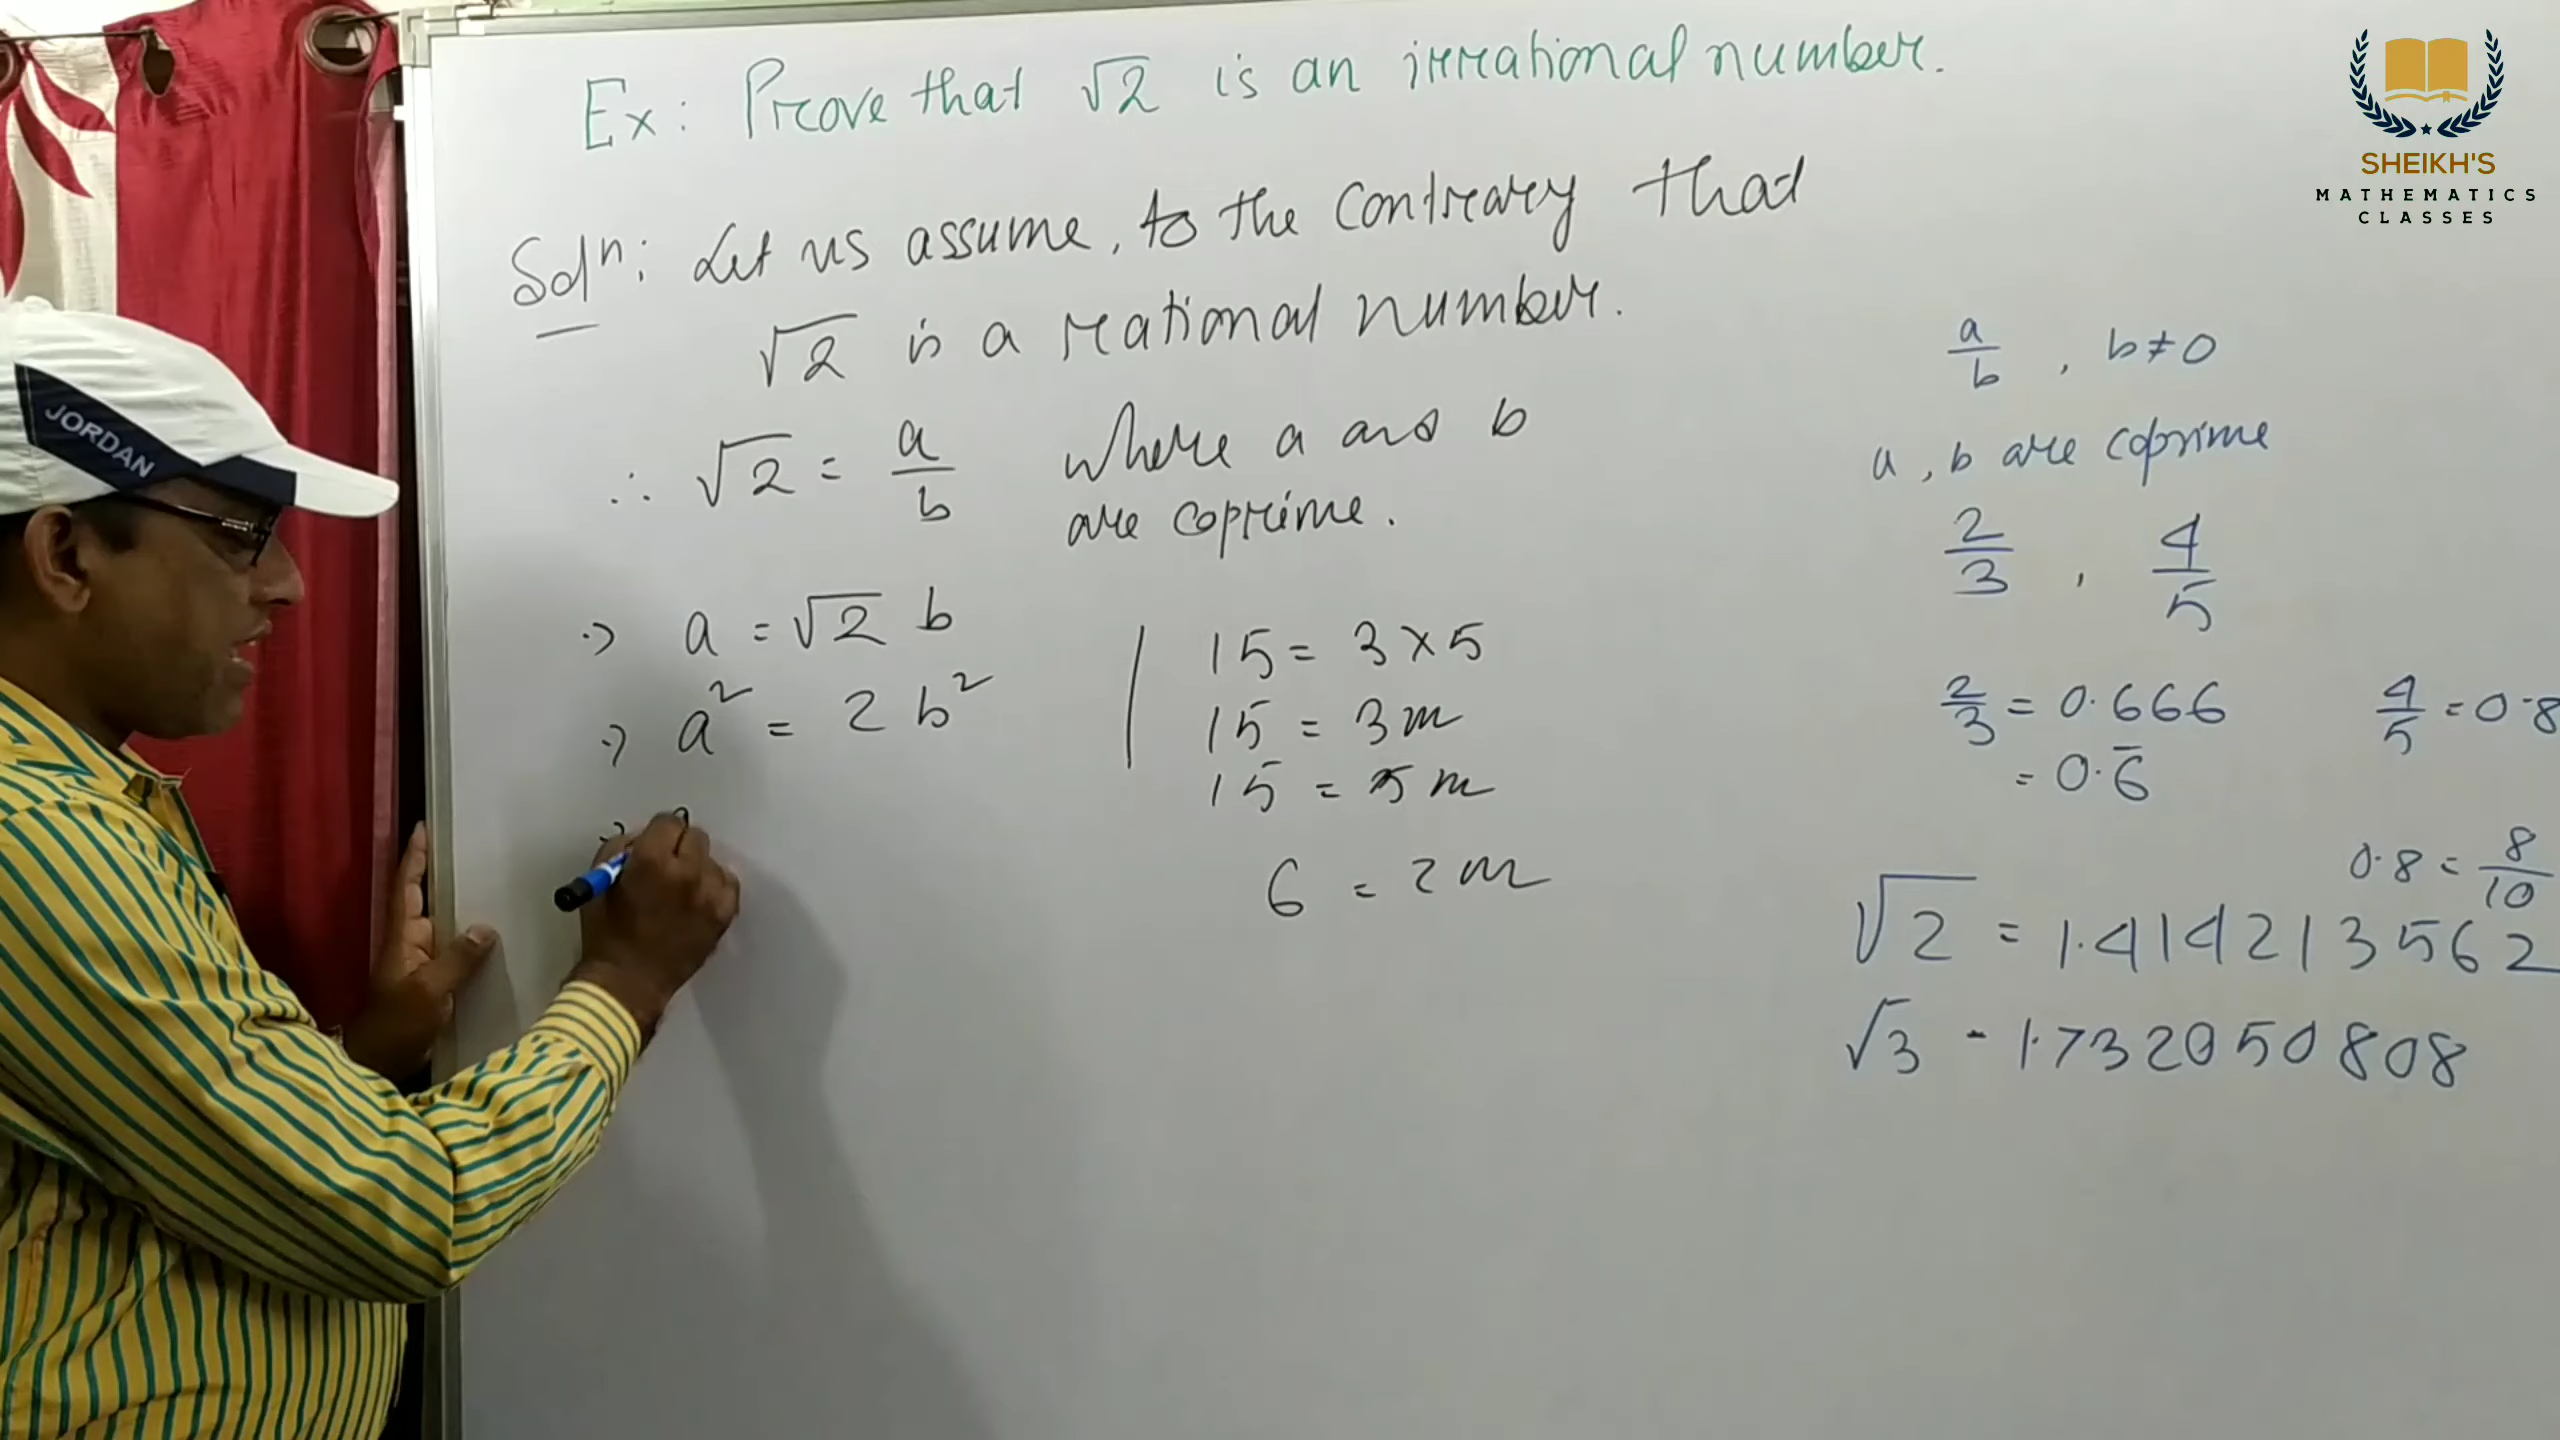 Ex: Prove that √2 is an irrational number.
Soln: Let us assume, to the contrary that
√2 is a rational number.
∴ √2 = a/b where a and b
are coprime.
⇒ a = √2 b
⇒ a² = 2 b²
⇒
15 = 3 × 5
15 = 3m
15 = 5m
6 = 2m
a/b , b ≠ 0
a , b are coprime
2/3 , 4/5
2/3 = 0.666
= 0.6̅
4/5 = 0.8
0.8 = 8/10
√2 = 1.414213562
√3 - 1.732050808
JORDAN
SHEIKH'S
MATHEMATICS
CLASSES